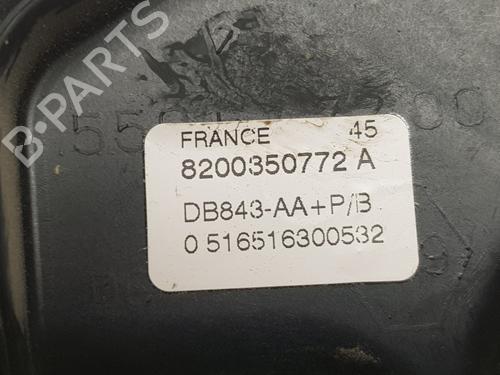 B-PARTS
FRANCE 45
8200350772 A
DB843-AA+P/B
0 516516300532